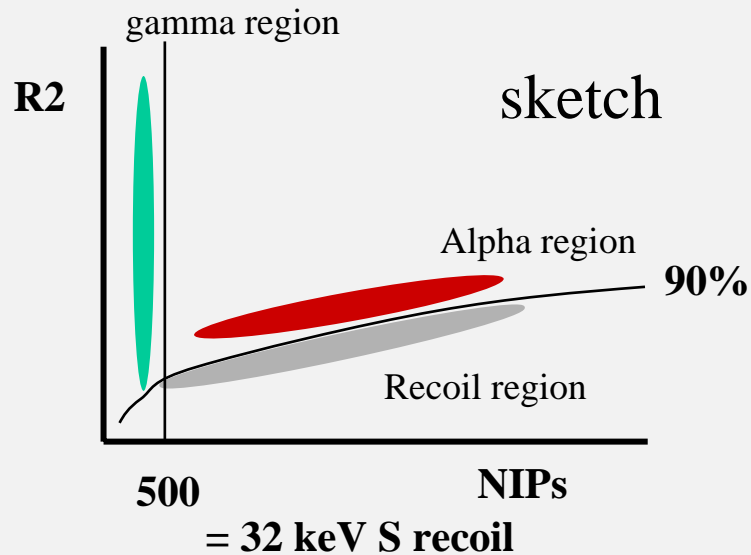 gamma region
R2
sketch
Alpha region
90%
Recoil region
500
NIPs
= 32 keV S recoil